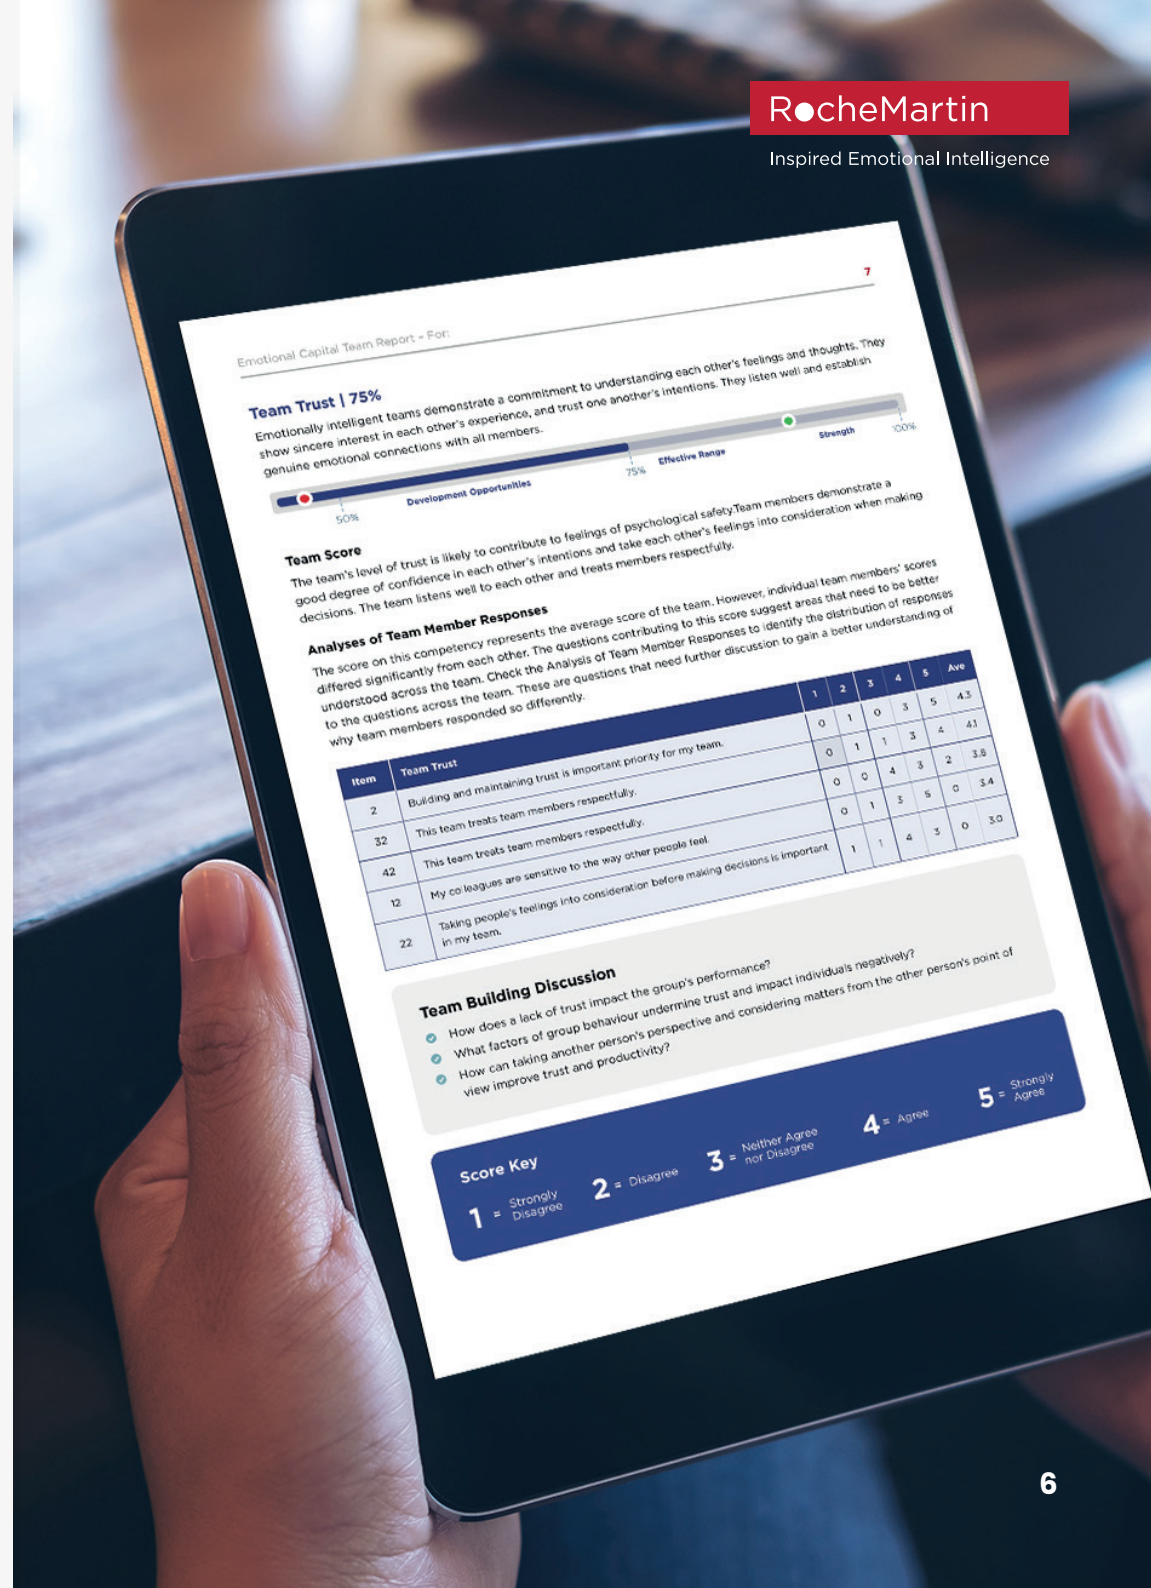 RocheMartin
Inspired Emotional Intelligence
7
Emotional Capital Team Report - For:
Team Trust | 75%
Emotionally intelligent teams demonstrate a commitment to understanding each other's feelings and thoughts. They
show sincere interest in each other's experience, and trust one another's intentions. They listen well and establish
genuine emotional connections with all members.
50%
Development Opportunities
75%
Effective Range
Strength
100%
Team Score
The team's level of trust is likely to contribute to feelings of psychological safety.Team members demonstrate a
good degree of confidence in each other's intentions and take each other's feelings into consideration when making
decisions. The team listens well to each other and treats members respectfully.
Analyses of Team Member Responses
The score on this competency represents the average score of the team. However, individual team members' scores
differed significantly from each other. The questions contributing to this score suggest areas that need to be better
understood across the team. Check the Analysis of Team Member Responses to identify the distribution of responses
to the questions across the team. These are questions that need further discussion to gain a better understanding of
why team members responded so differently.
Item Team Trust 1 2 3 4 5 Ave
2 Building and maintaining trust is important priority for my team. 0 1 0 3 5 4.3
32 This team treats team members respectfully. 0 1 1 3 4 4.1
42 This team treats team members respectfully. 0 0 4 3 2 3.8
12 My colleagues are sensitive to the way other people feel. 0 1 3 5 0 3.4
22 Taking people's feelings into consideration before making decisions is important 1 1 4 3 0 3.0
in my team.
Team Building Discussion
How does a lack of trust impact the group's performance?
What factors of group behaviour undermine trust and impact individuals negatively?
How can taking another person's perspective and considering matters from the other person's point of
view improve trust and productivity?
Score Key
1 = Strongly Disagree
2 = Disagree
3 = Neither Agree nor Disagree
4 = Agree
5 = Strongly Agree
6